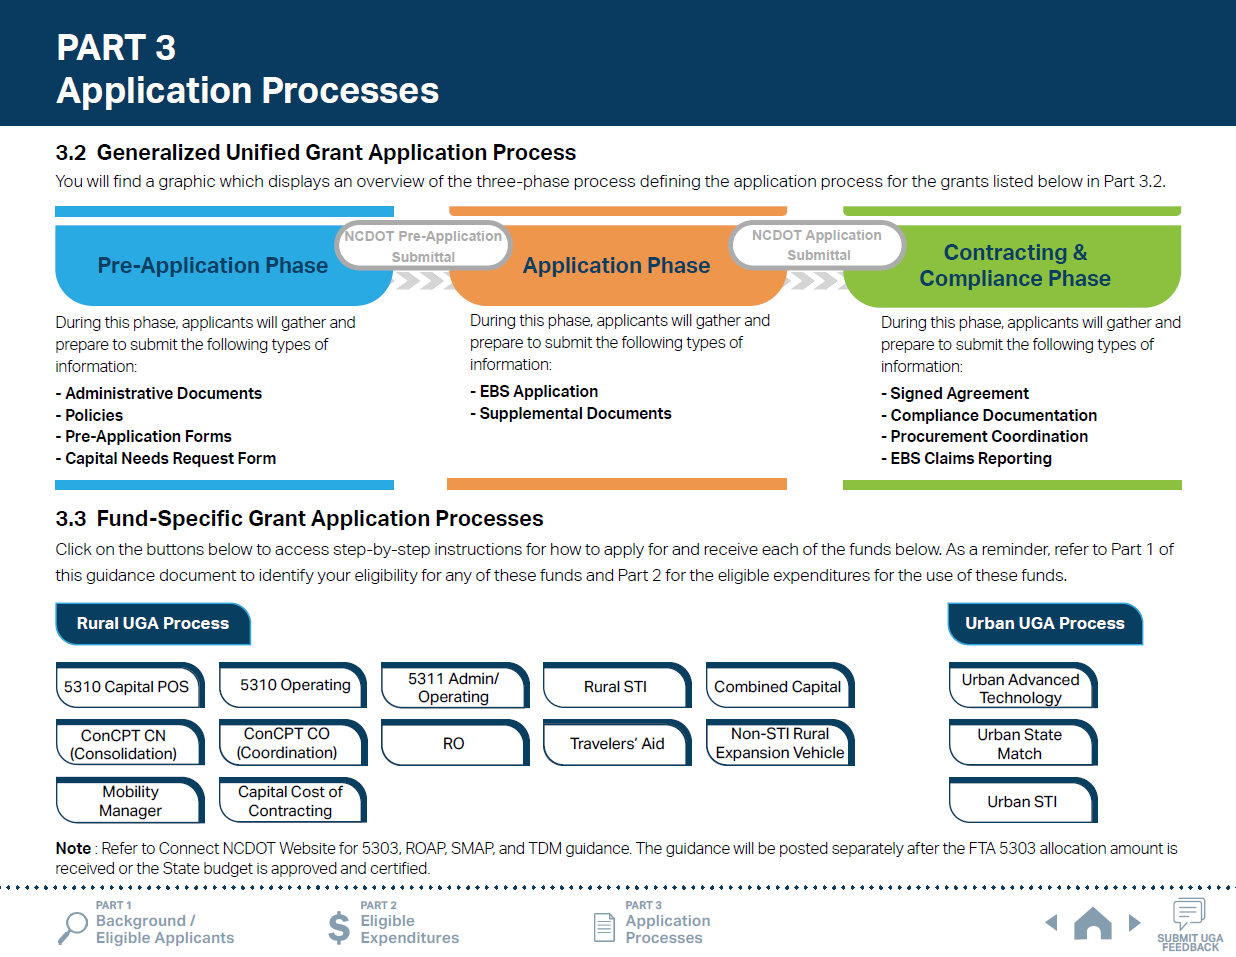 PART 3
Application Processes
3.2  Generalized Unified Grant Application Process
You will find a graphic which displays an overview of the three-phase process defining the application process for the grants listed below in Part 3.2.
NCDOT Pre-Application
Submittal
NCDOT Application
Submittal
Pre-Application Phase
Application Phase
Contracting &
Compliance Phase
During this phase, applicants will gather and
prepare to submit the following types of
information:
- Administrative Documents
- Policies
- Pre-Application Forms
- Capital Needs Request Form
During this phase, applicants will gather and
prepare to submit the following types of
information:
- EBS Application
- Supplemental Documents
During this phase, applicants will gather and
prepare to submit the following types of
information:
- Signed Agreement
- Compliance Documentation
- Procurement Coordination
- EBS Claims Reporting
3.3  Fund-Specific Grant Application Processes
Click on the buttons below to access step-by-step instructions for how to apply for and receive each of the funds below. As a reminder, refer to Part 1 of
this guidance document to identify your eligibility for any of these funds and Part 2 for the eligible expenditures for the use of these funds.
Rural UGA Process
Urban UGA Process
5310 Capital POS
5310 Operating
5311 Admin/
Operating
Rural STI
Combined Capital
Urban Advanced
Technology
ConCPT CN
(Consolidation)
ConCPT CO
(Coordination)
RO
Travelers' Aid
Non-STI Rural
Expansion Vehicle
Urban State
Match
Mobility
Manager
Capital Cost of
Contracting
Urban STI
Note : Refer to Connect NCDOT Website for 5303, ROAP, SMAP, and TDM guidance. The guidance will be posted separately after the FTA 5303 allocation amount is
received or the State budget is approved and certified.
PART 1
Background /
Eligible Applicants
PART 2
Eligible
Expenditures
PART 3
Application
Processes
SUBMIT UGA
FEEDBACK